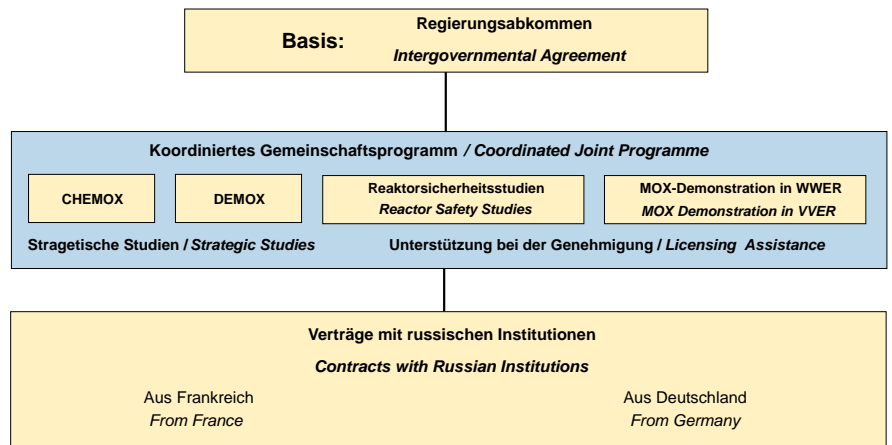 Regierungsabkommen
Basis:
Intergovernmental Agreement
Koordiniertes Gemeinschaftsprogramm / Coordinated Joint Programme
CHEMOX
DEMOX
Reaktorsicherheitsstudien
Reactor Safety Studies
MOX-Demonstration in WWER
MOX Demonstration in VVER
Stragetische Studien / Strategic Studies
Unterstützung bei der Genehmigung / Licensing Assistance
Verträge mit russischen Institutionen
Contracts with Russian Institutions
Aus Frankreich
From France
Aus Deutschland
From Germany